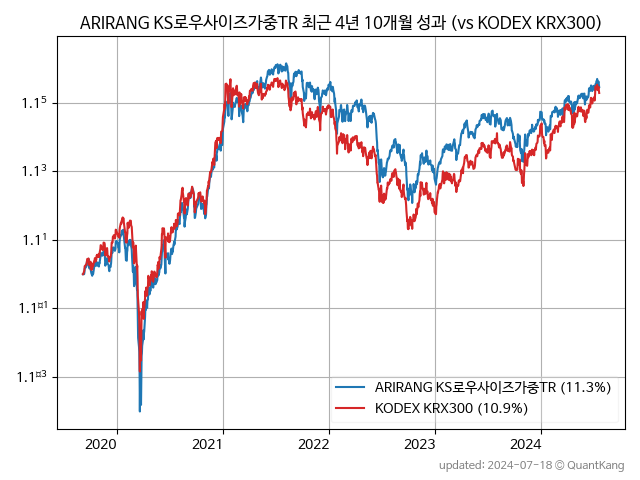 ARIRANG KS로우사이즈가중TR 최근 4년 10개월 성과 (vs KODEX KRX300)
1.1⁵
1.1³
1.1¹
1.1¤¹
1.1¤³
ARIRANG KS로우사이즈가중TR (11.3%)
KODEX KRX300 (10.9%)
2020 2021 2022 2023 2024
updated: 2024-07-18 © QuantKang